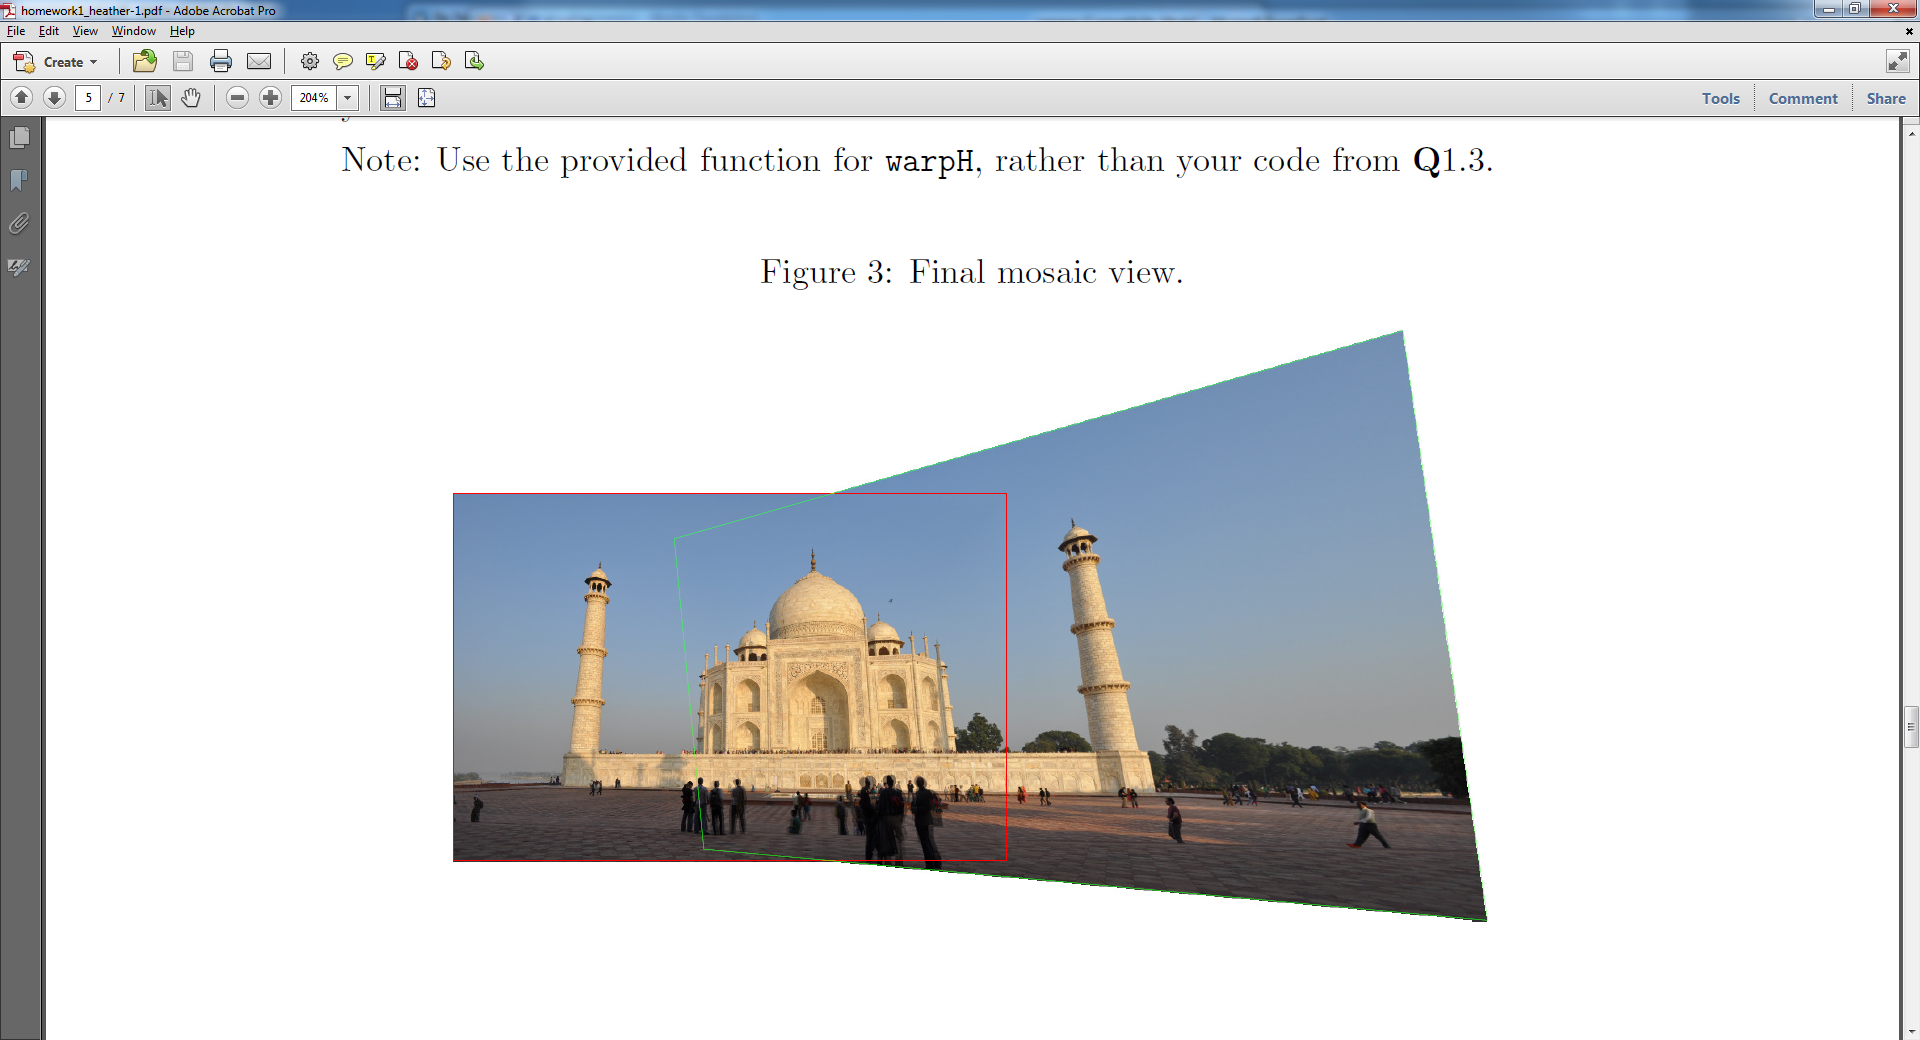 homework1_heather-1.pdf - Adobe Acrobat Pro
File Edit View Window Help
Create
5 / 7 204% Tools Comment Share
Note: Use the provided function for warpH, rather than your code from Q1.3.
Figure 3: Final mosaic view.